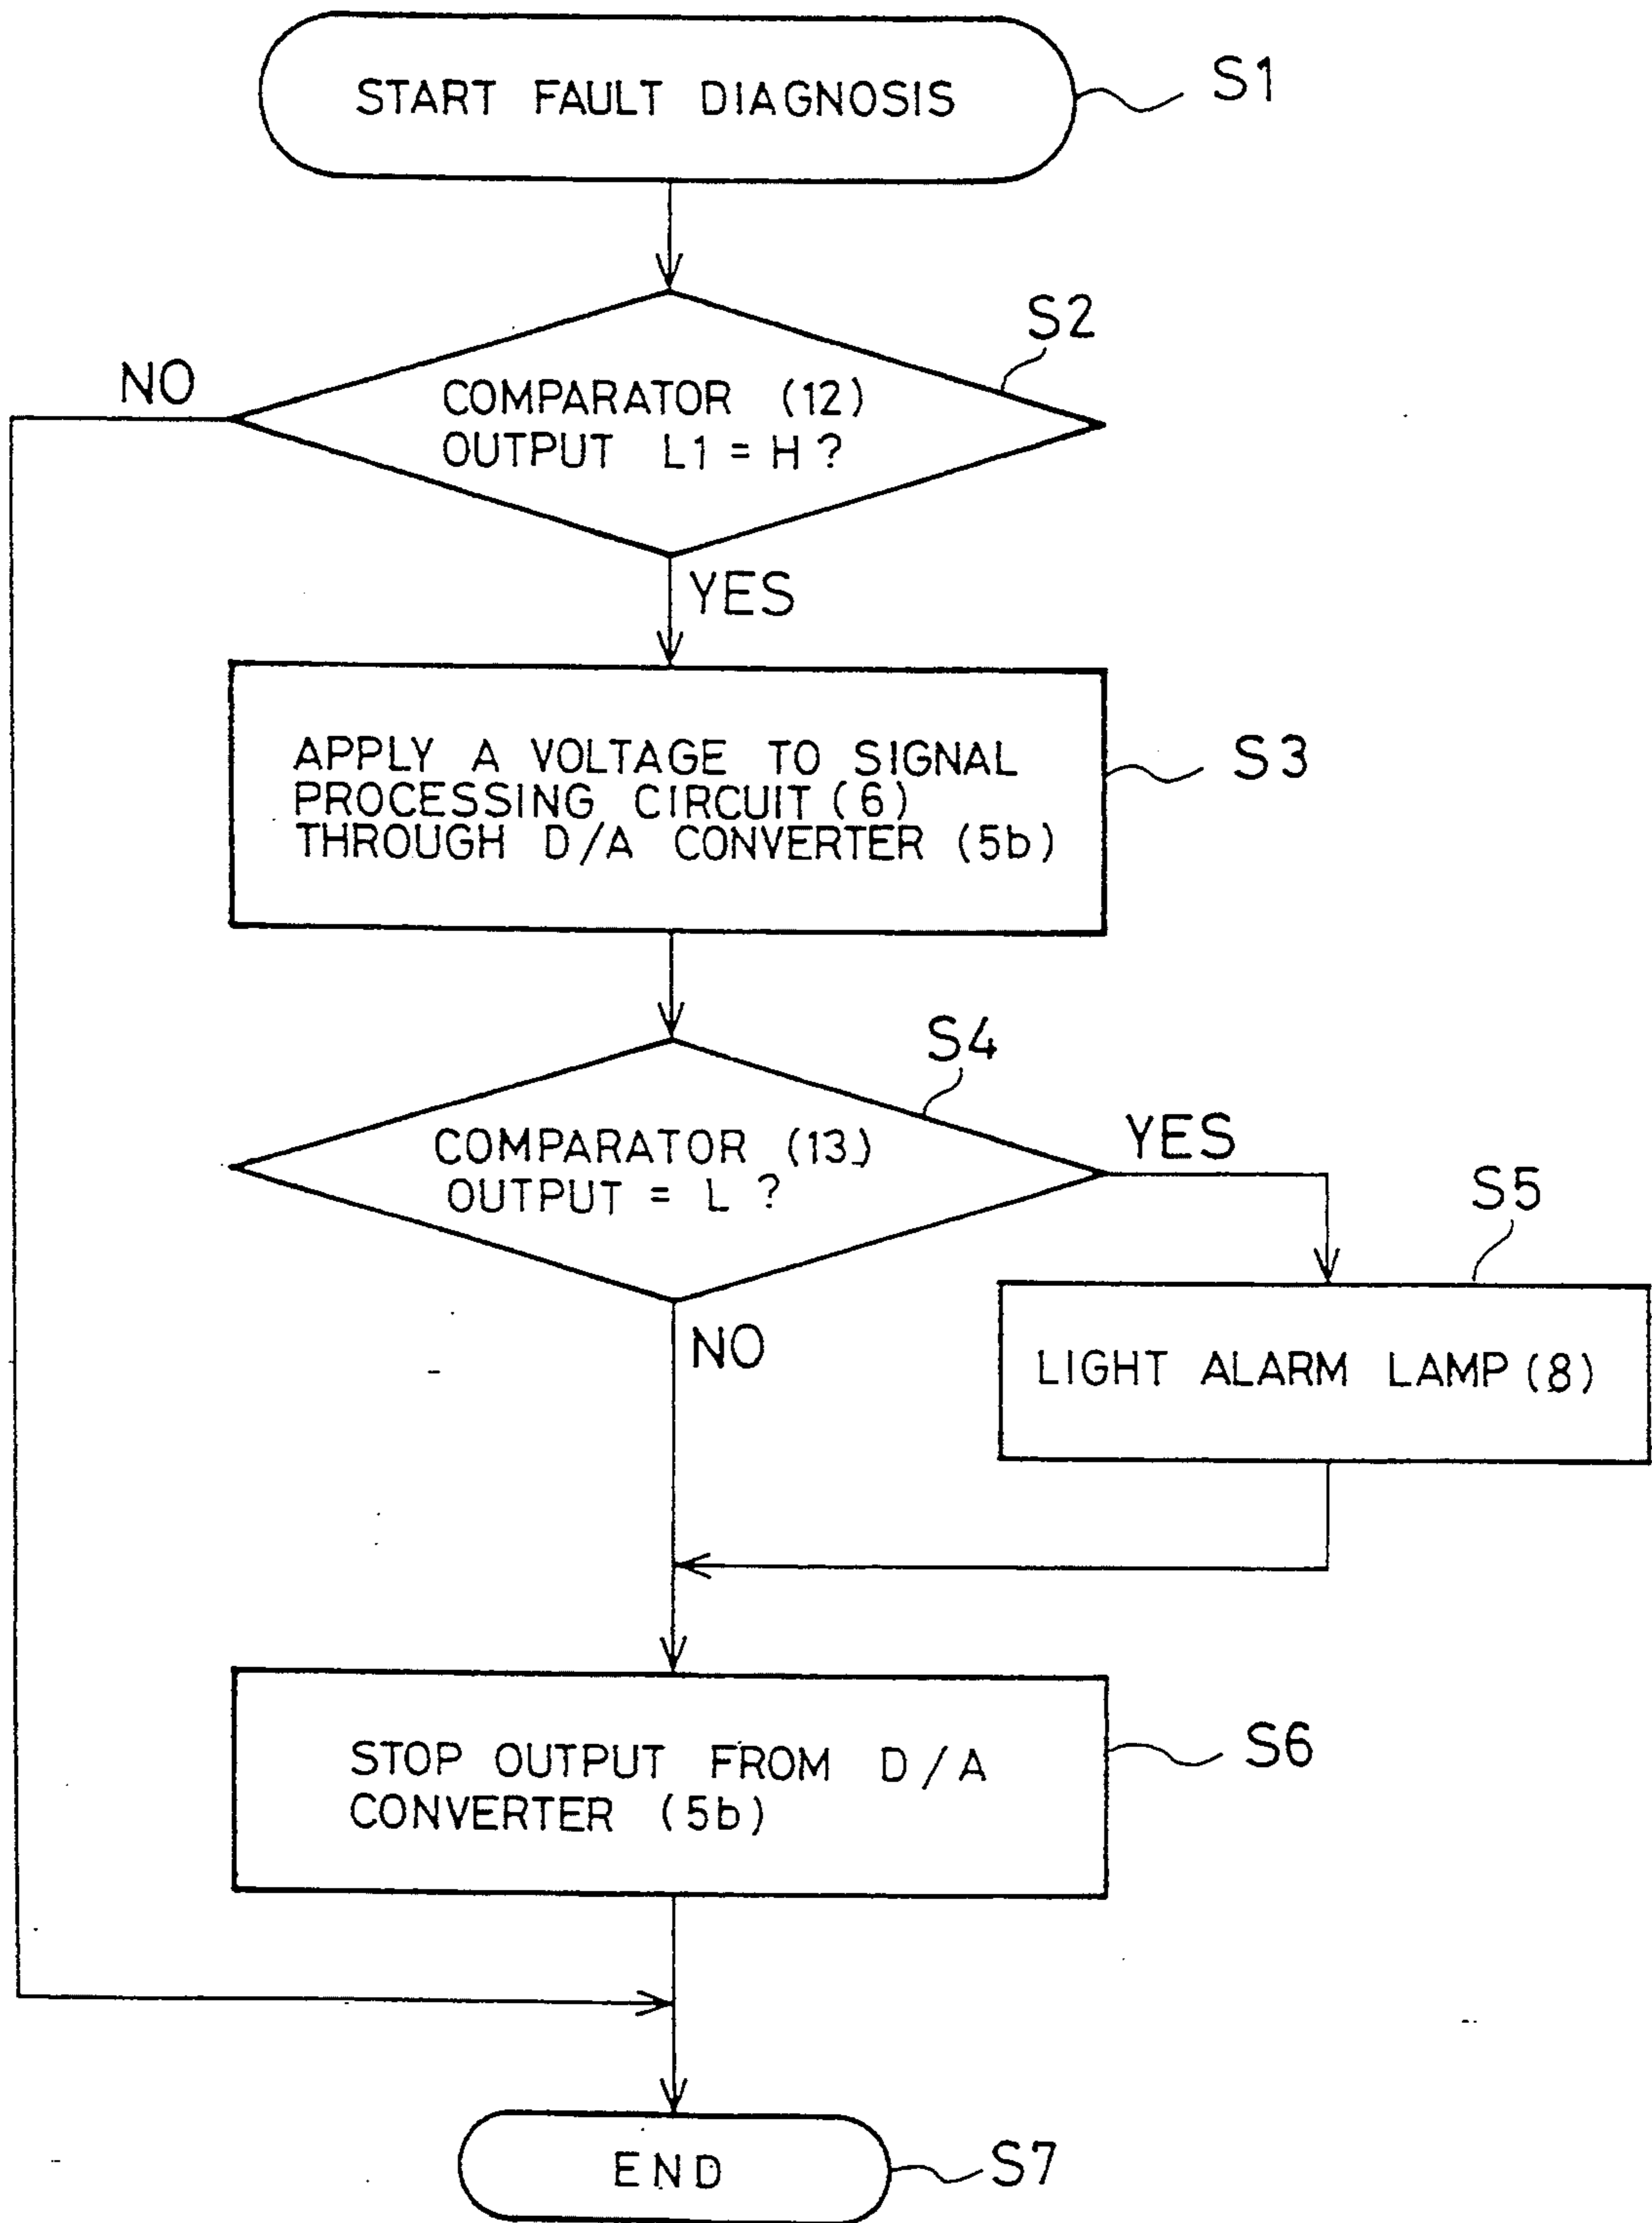 START FAULT DIAGNOSIS
S1
S2
NO
COMPARATOR (12)
OUTPUT L1 = H ?
YES
APPLY A VOLTAGE TO SIGNAL
PROCESSING CIRCUIT (6)
THROUGH D/A CONVERTER (5b)
S3
S4
COMPARATOR (13)
OUTPUT = L ?
YES
S5
NO
LIGHT ALARM LAMP (8)
STOP OUTPUT FROM D/A
CONVERTER (5b)
S6
END
S7